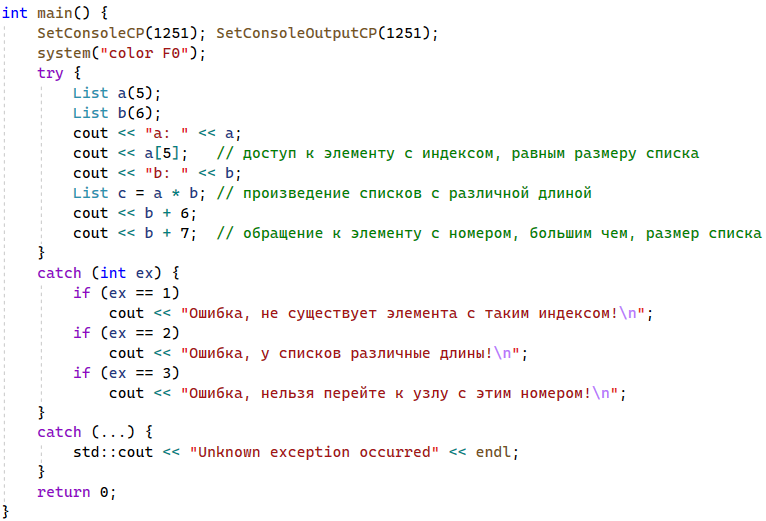 int main() {
    SetConsoleCP(1251); SetConsoleOutputCP(1251);
    system("color F0");
    try {
        List a(5);
        List b(6);
        cout << "a: " << a;
        cout << a[5];   // доступ к элементу с индексом, равным размеру списка
        cout << "b: " << b;
        List c = a * b; // произведение списков с различной длиной
        cout << b + 6;
        cout << b + 7;  // обращение к элементу с номером, большим чем, размер списка
    }
    catch (int ex) {
        if (ex == 1)
            cout << "Ошибка, не существует элемента с таким индексом!\n";
        if (ex == 2)
            cout << "Ошибка, у списков различные длины!\n";
        if (ex == 3)
            cout << "Ошибка, нельзя перейте к узлу с этим номером!\n";
    }
    catch (...) {
        std::cout << "Unknown exception occurred" << endl;
    }
    return 0;
}